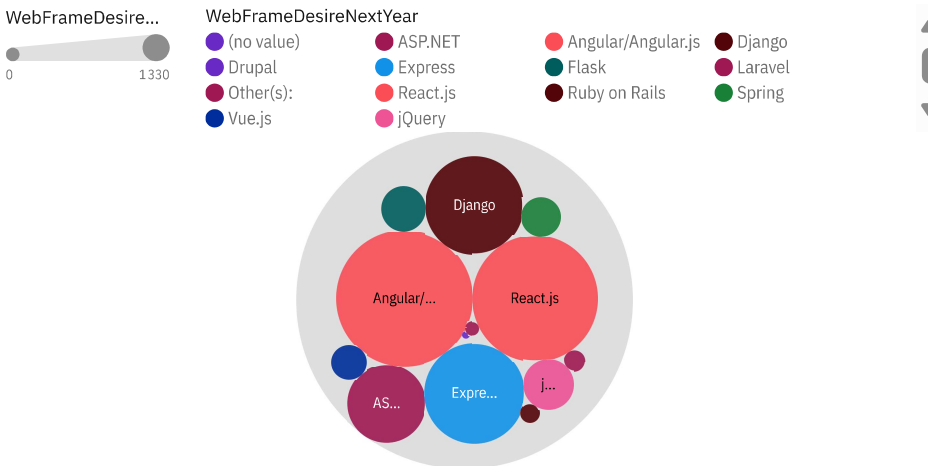 WebFrameDesire...
0 1330
WebFrameDesireNextYear
(no value) ASP.NET Angular/Angular.js Django
Drupal Express Flask Laravel
Other(s): React.js Ruby on Rails Spring
Vue.js jQuery
Django
Angular/... React.js
j...
Expre...
AS...